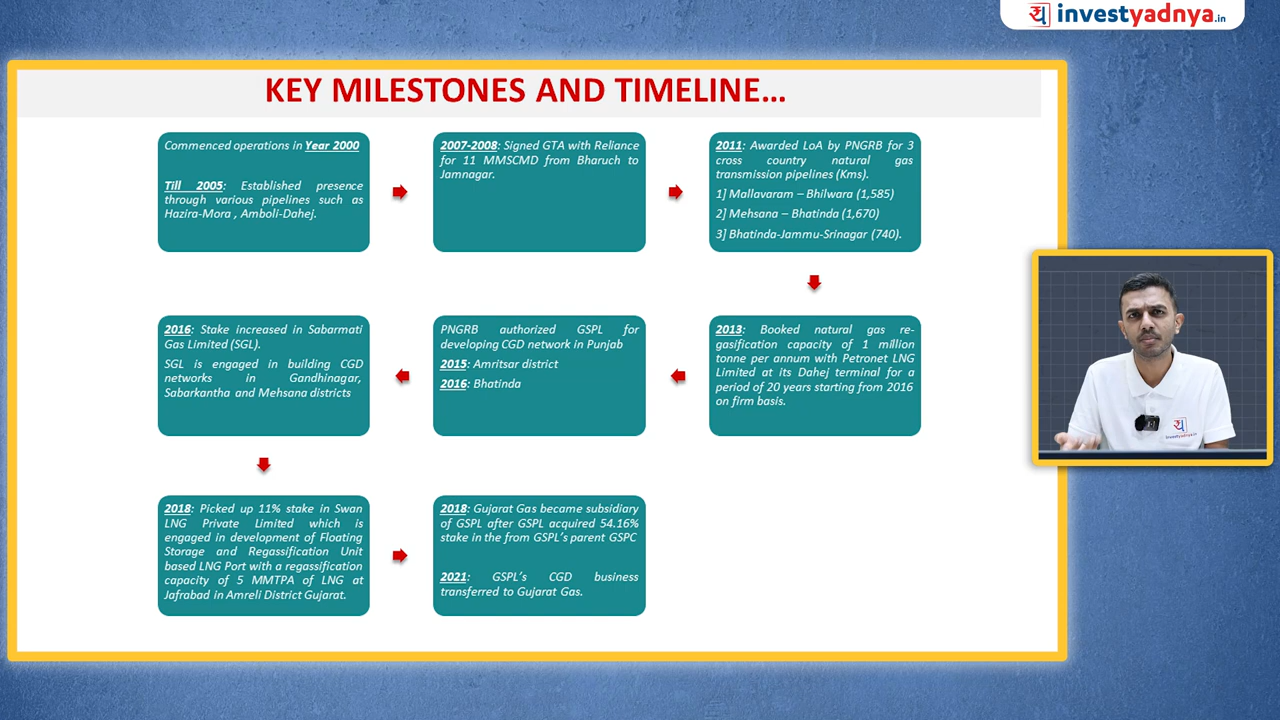 यु investyadnya.in
KEY MILESTONES AND TIMELINE...
Commenced operations in Year 2000
Till 2005: Established presence
through various pipelines such as
Hazira-Mora , Amboli-Dahej.
2007-2008: Signed GTA with Reliance
for 11 MMSCMD from Bharuch to
Jamnagar.
2011: Awarded LoA by PNGRB for 3
cross country natural gas
transmission pipelines (Kms).
1] Mallavaram – Bhilwara (1,585)
2] Mehsana – Bhatinda (1,670)
3] Bhatinda-Jammu-Srinagar (740).
2016: Stake increased in Sabarmati
Gas Limited (SGL).
SGL is engaged in building CGD
networks in Gandhinagar,
Sabarkantha and Mehsana districts
PNGRB authorized GSPL for
developing CGD network in Punjab
2015: Amritsar district
2016: Bhatinda
2013: Booked natural gas re-
gasification capacity of 1 million
tonne per annum with Petronet LNG
Limited at its Dahej terminal for a
period of 20 years starting from 2016
on firm basis.
2018: Picked up 11% stake in Swan
LNG Private Limited which is
engaged in development of Floating
Storage and Regassification Unit
based LNG Port with a regassification
capacity of 5 MMTPA of LNG at
Jafrabad in Amreli District Gujarat.
2018: Gujarat Gas became subsidiary
of GSPL after GSPL acquired 54.16%
stake in the from GSPL's parent GSPC
2021: GSPL's CGD business
transferred to Gujarat Gas.
investyadnya.in